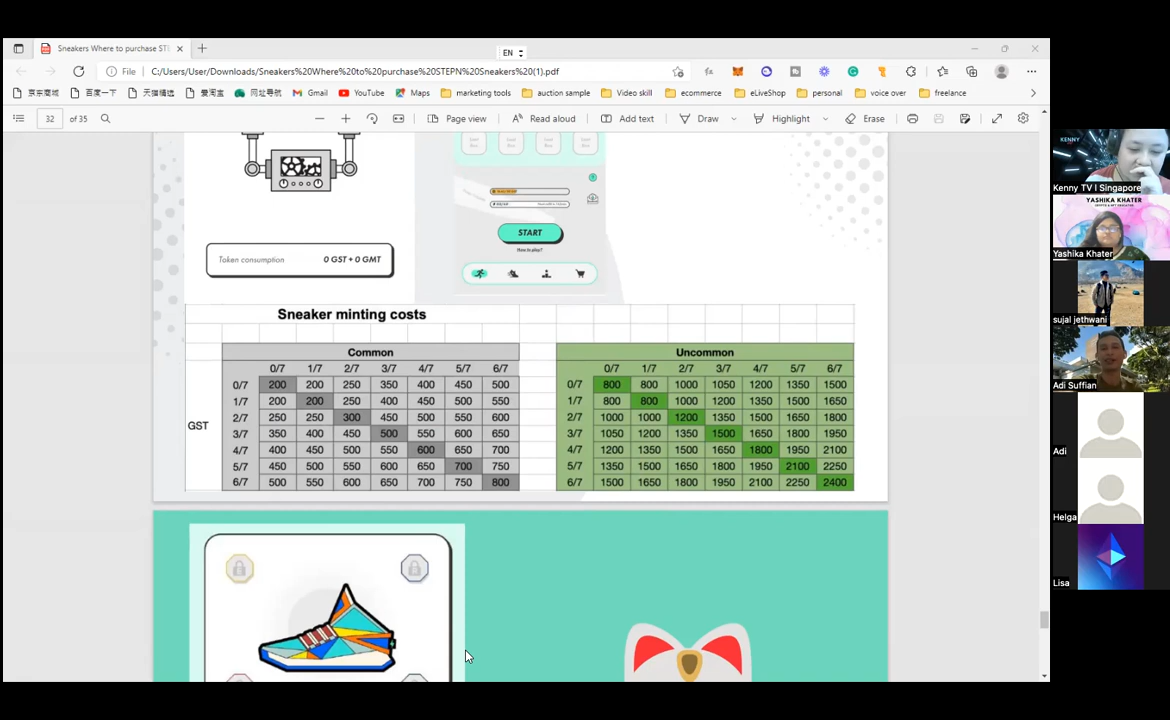 Sneakers Where to purchase STE
EN
File C:/Users/User/Downloads/Sneakers%20Where%20to%20purchase%20STEPN%20Sneakers%20(1).pdf
京东商城 百度一下 天猫精选 爱淘宝 网址导航 Gmail YouTube Maps marketing tools auction sample Video skill ecommerce eLiveShop personal voice over freelance
32 of 35 Page view Read aloud Add text Draw Highlight Erase
START
How to play?
Token consumption 0 GST + 0 GMT
Sneaker minting costs
Common
0/7 1/7 2/7 3/7 4/7 5/7 6/7
0/7 200 200 250 350 400 450 500
1/7 200 200 250 400 450 500 550
GST
2/7 250 250 300 450 500 550 600
3/7 350 400 450 500 550 600 650
4/7 400 450 500 550 600 650 700
5/7 450 500 550 600 650 700 750
6/7 500 550 600 650 700 750 800
Uncommon
0/7 1/7 2/7 3/7 4/7 5/7 6/7
0/7 800 800 1000 1050 1200 1350 1500
1/7 800 800 1000 1200 1350 1500 1650
2/7 1000 1000 1200 1350 1500 1650 1800
3/7 1050 1200 1350 1500 1650 1800 1950
4/7 1200 1350 1500 1650 1800 1950 2100
5/7 1350 1500 1650 1800 1950 2100 2250
6/7 1500 1650 1800 1950 2100 2250 2400
KENNY
Kenny TV I Singapore
YASHIKA KHATER
Yashika Khater
sujal jethwani
Adi Suffian
Adi
Helga
Lisa